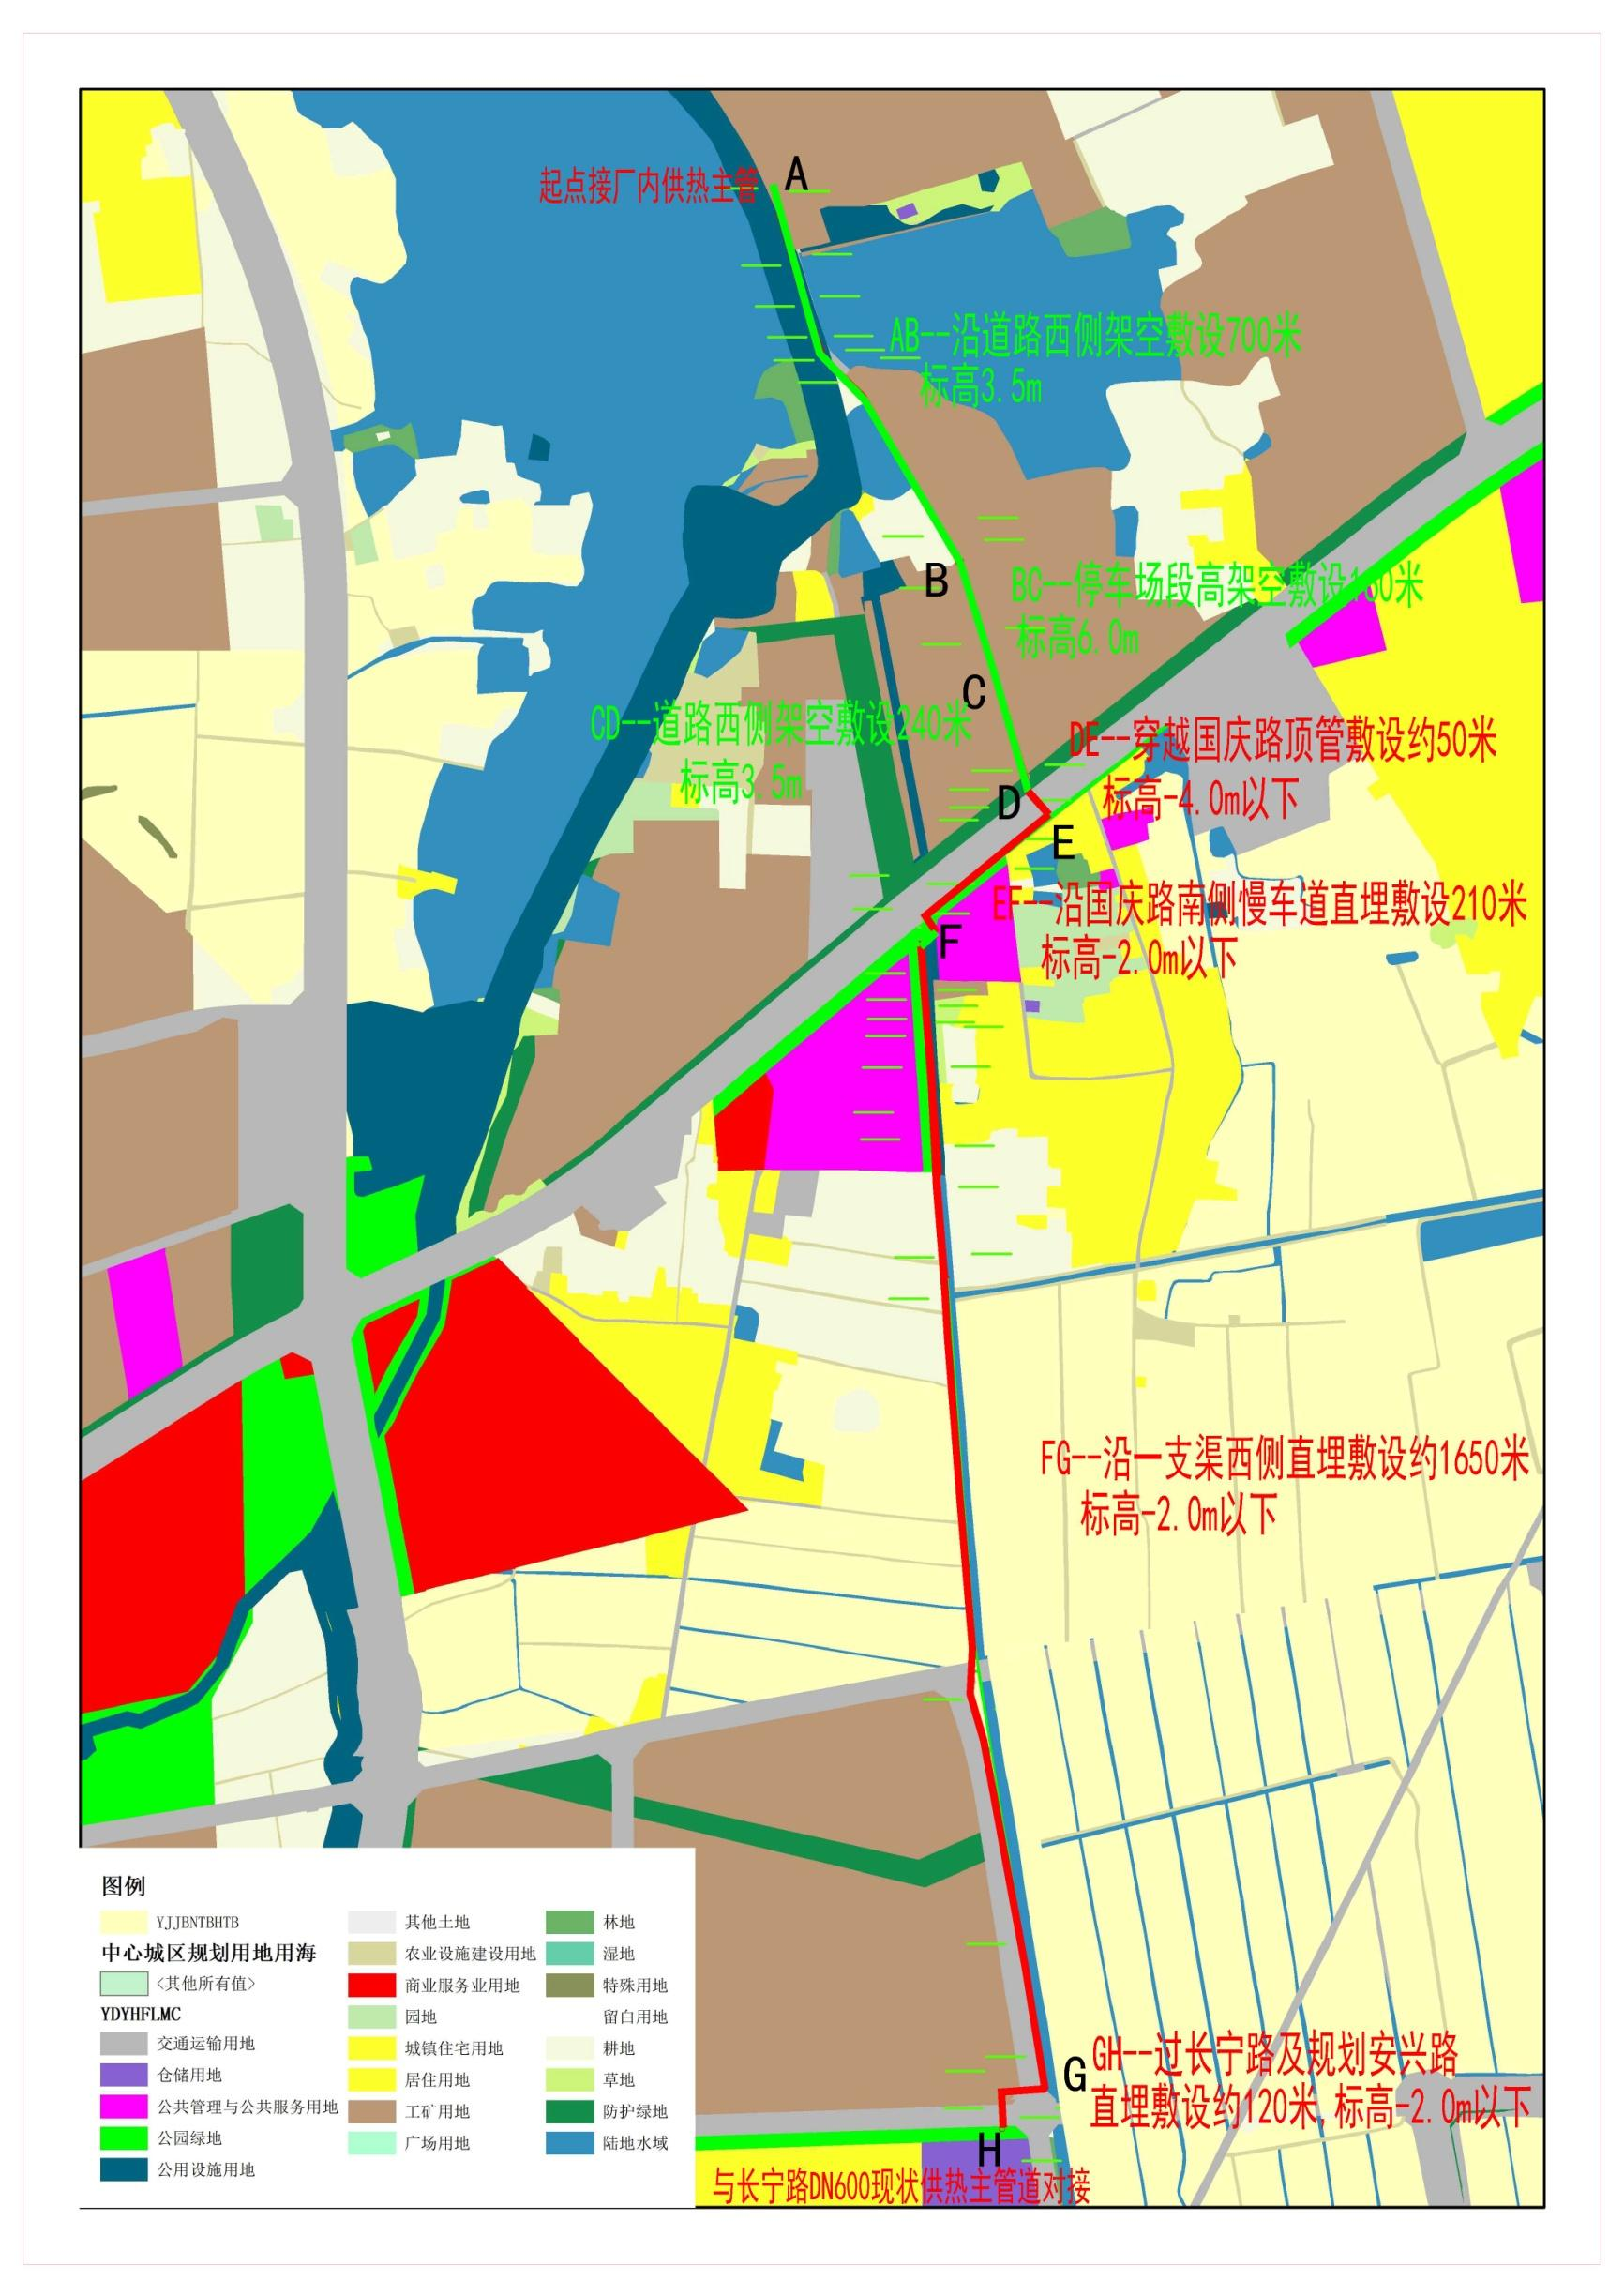 A
起点接厂内供热主管
AB--沿道路西侧架空敷设700米
标高3.5m
B
BC--停车场段高架空敷设160米
标高6.0m
C
CD--道路西侧架空敷设240米
标高3.5m
DE--穿越国庆路顶管敷设约50米
标高-4.0m以下
D
E
EF--沿国庆路南侧慢车道直埋敷设210米
标高-2.0m以下
F
FG--沿一支渠西侧直埋敷设约1650米
标高-2.0m以下
GH--过长宁路及规划安兴路
直埋敷设约120米,标高-2.0m以下
G
H
与长宁路DN600现状供热主管道对接
图例
YJJBNTBHTB
中心城区规划用地用海
<其他所有值>
YDYHFLMC
交通运输用地
仓储用地
公共管理与公共服务用地
公园绿地
公用设施用地
其他土地
农业设施建设用地
商业服务业用地
园地
城镇住宅用地
居住用地
工矿用地
广场用地
林地
湿地
特殊用地
留白用地
耕地
草地
防护绿地
陆地水域